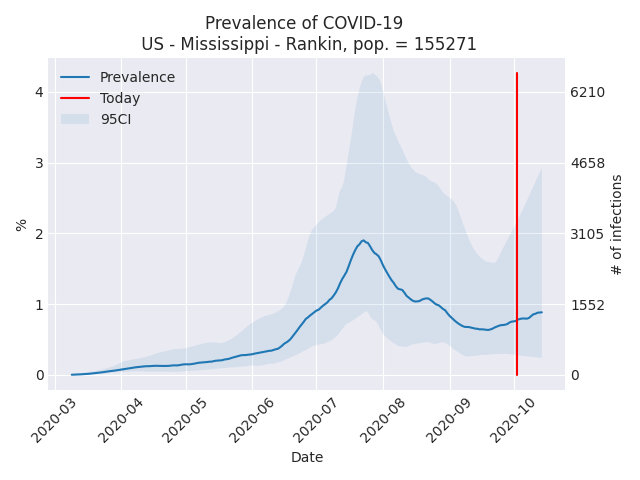 Prevalence of COVID-19
US - Mississippi - Rankin, pop. = 155271
Prevalence
Today
95CI
4
3
2
1
0
%
6210
4658
3105
1552
0
# of infections
2020-03
2020-04
2020-05
2020-06
2020-07
2020-08
2020-09
2020-10
Date